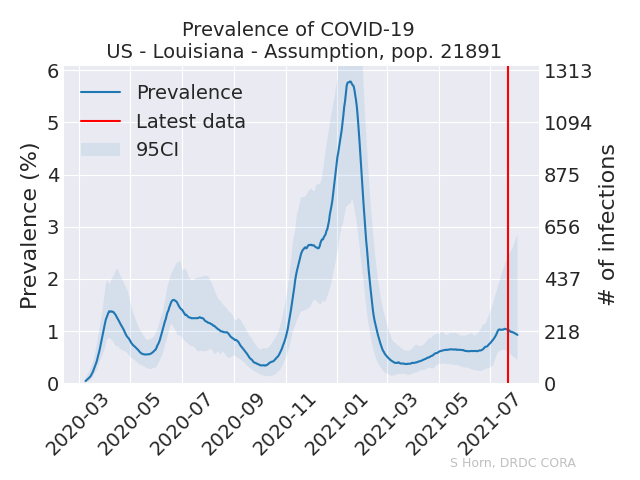 Prevalence of COVID-19
US - Louisiana - Assumption, pop. 21891
Prevalence
Latest data
95CI
Prevalence (%)
6
5
4
3
2
1
0
1313
1094
875
656
437
218
0
# of infections
2020-03
2020-05
2020-07
2020-09
2020-11
2021-01
2021-03
2021-05
2021-07
S Horn, DRDC CORA